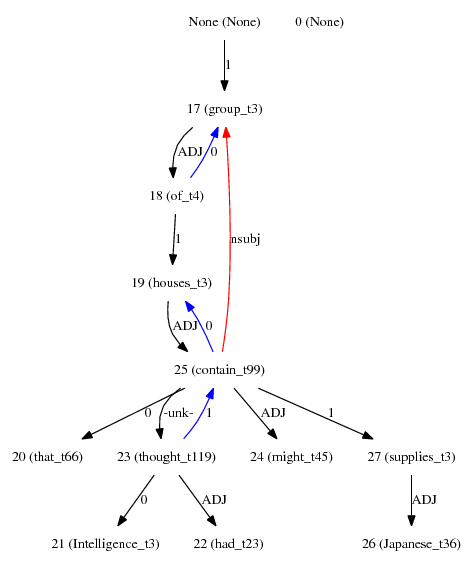 None (None) 0 (None)
1
17 (group_t3)
ADJ 0
18 (of_t4)
nsubj
1
19 (houses_t3)
ADJ 0
25 (contain_t99)
0 -unk- 1 ADJ 1
20 (that_t66) 23 (thought_t119) 24 (might_t45) 27 (supplies_t3)
0 ADJ ADJ
21 (Intelligence_t3) 22 (had_t23) 26 (Japanese_t36)